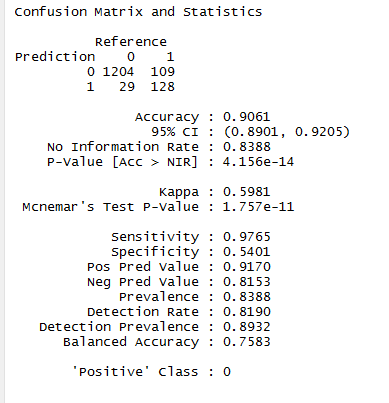 Confusion Matrix and Statistics
Reference
Prediction 0 1
0 1204 109
1 29 128
Accuracy : 0.9061
95% CI : (0.8901, 0.9205)
No Information Rate : 0.8388
P-Value [Acc > NIR] : 4.156e-14
Kappa : 0.5981
Mcnemar's Test P-Value : 1.757e-11
Sensitivity : 0.9765
Specificity : 0.5401
Pos Pred Value : 0.9170
Neg Pred Value : 0.8153
Prevalence : 0.8388
Detection Rate : 0.8190
Detection Prevalence : 0.8932
Balanced Accuracy : 0.7583
'Positive' Class : 0